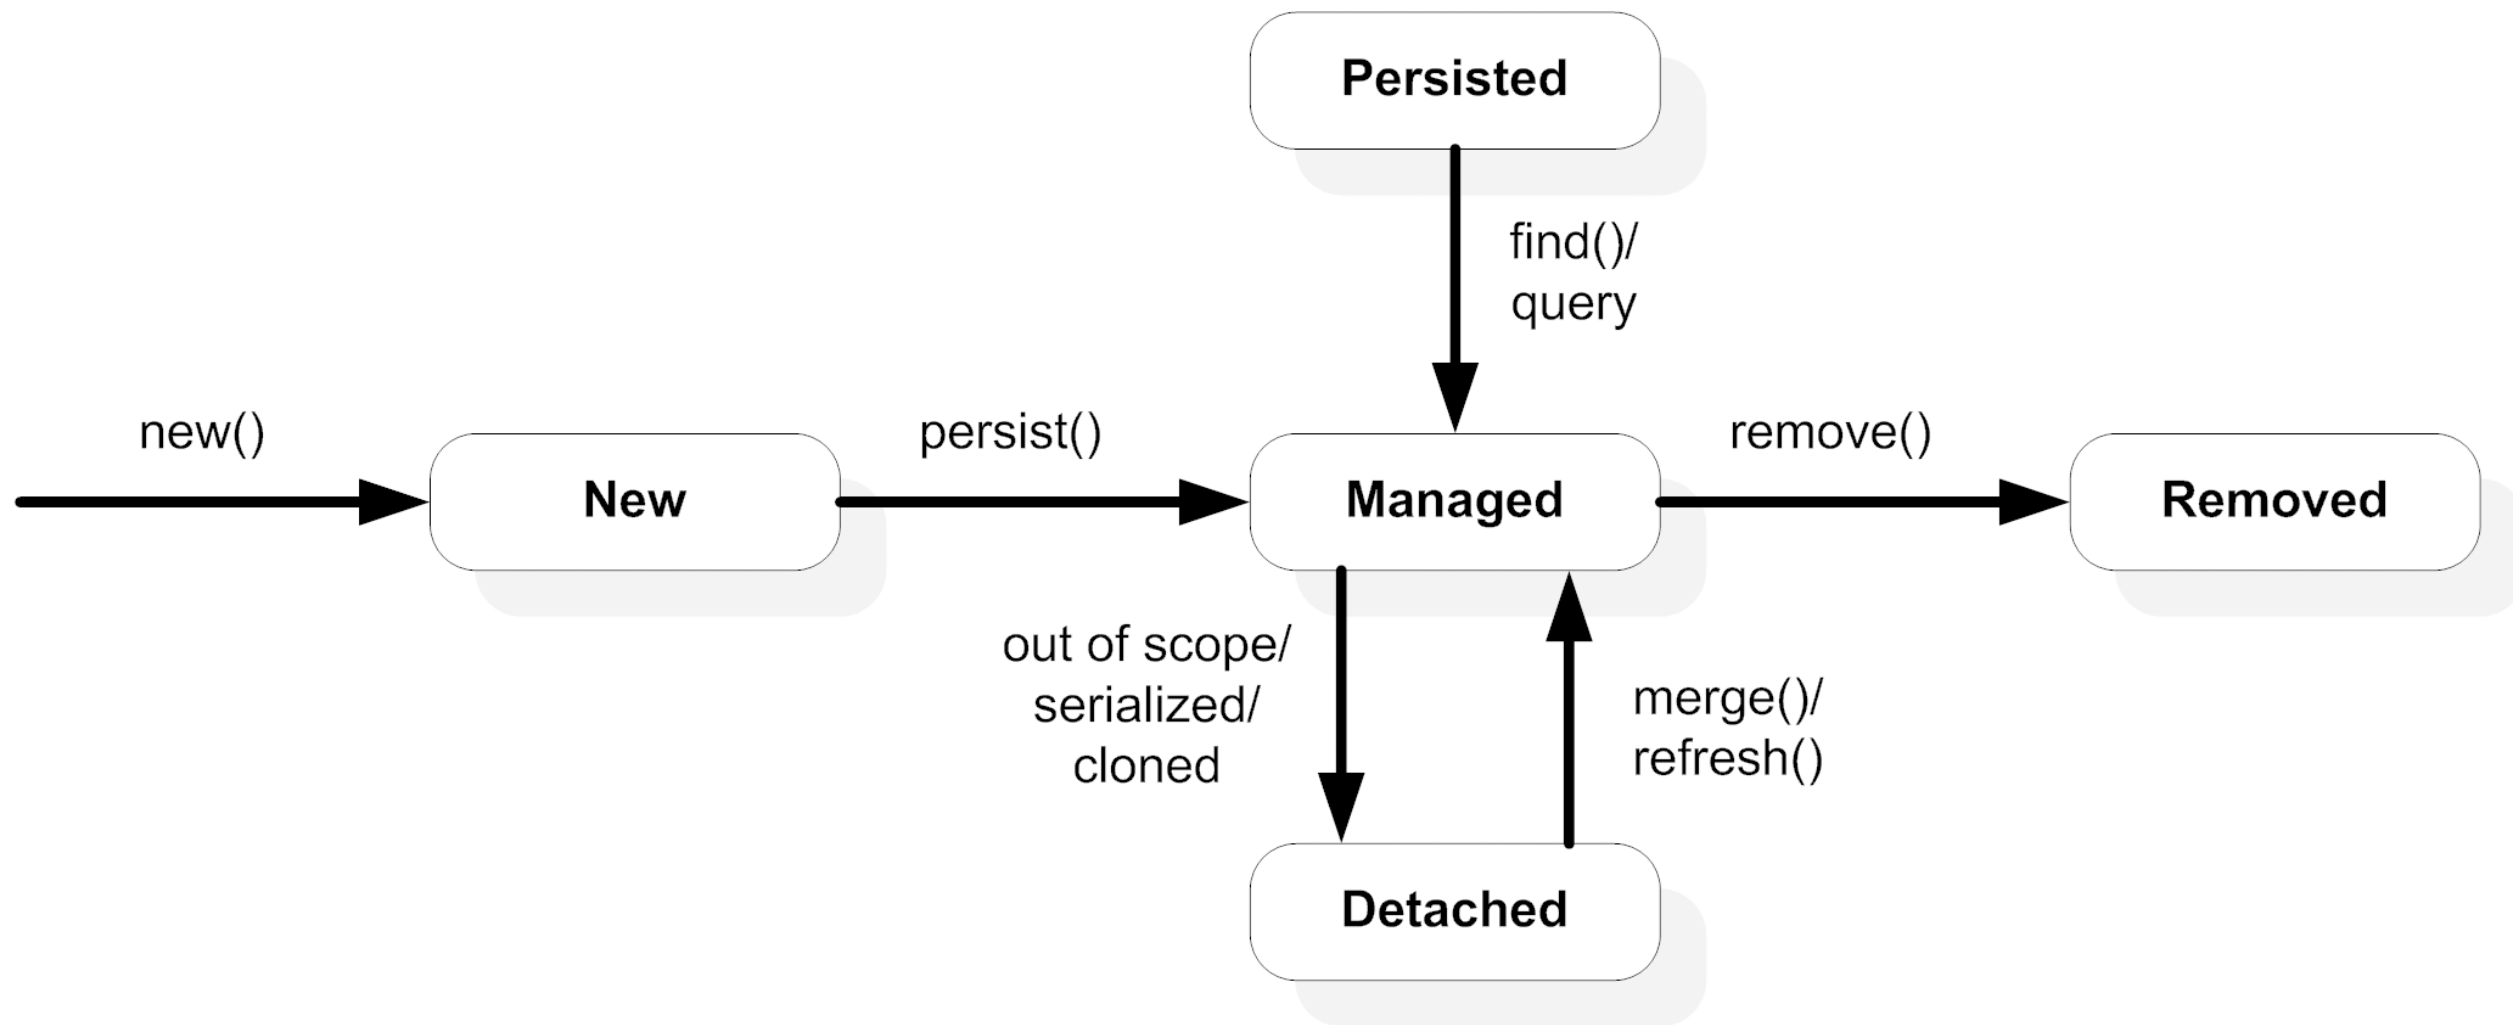 Persisted
find()/
query
new()
persist()
remove()
New
Managed
Removed
out of scope/
serialized/
cloned
merge()/
refresh()
Detached